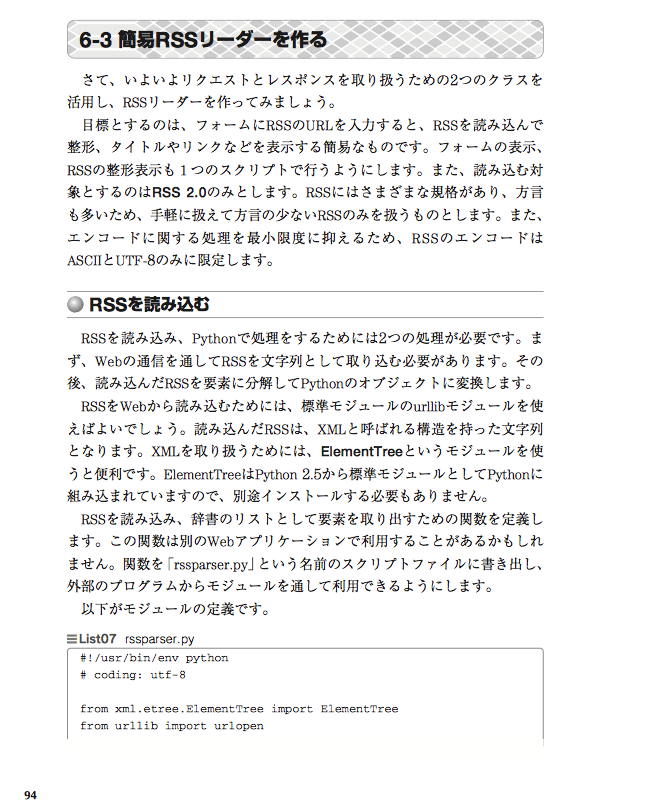 6-3 簡易RSSリーダーを作る
さて、いよいよリクエストとレスポンスを取り扱うための2つのクラスを
活用し、RSSリーダーを作ってみましょう。
目標とするのは、フォームにRSSのURLを入力すると、RSSを読み込んで
整形、タイトルやリンクなどを表示する簡易なものです。フォームの表示、
RSSの整形表示も１つのスクリプトで行うようにします。また、読み込む対
象とするのはRSS 2.0のみとします。RSSにはさまざまな規格があり、方言
も多いため、手軽に扱えて方言の少ないRSSのみを扱うものとします。また、
エンコードに関する処理を最小限度に抑えるため、RSSのエンコードは
ASCIIとUTF-8のみに限定します。
RSSを読み込む
RSSを読み込み、Pythonで処理をするためには2つの処理が必要です。ま
ず、Webの通信を通してRSSを文字列として取り込む必要があります。その
後、読み込んだRSSを要素に分解してPythonのオブジェクトに変換します。
RSSをWebから読み込むためには、標準モジュールのurllibモジュールを使
えばよいでしょう。読み込んだRSSは、XMLと呼ばれる構造を持った文字列
となります。XMLを取り扱うためには、ElementTreeというモジュールを使
うと便利です。ElementTreeはPython 2.5から標準モジュールとしてPythonに
組み込まれていますので、別途インストールする必要もありません。
RSSを読み込み、辞書のリストとして要素を取り出すための関数を定義し
ます。この関数は別のWebアプリケーションで利用することがあるかもしれ
ません。関数を「rssparser.py」という名前のスクリプトファイルに書き出し、
外部のプログラムからモジュールを通して利用できるようにします。
以下がモジュールの定義です。
List07 rssparser.py
#!/usr/bin/env python
# coding: utf-8
from xml.etree.ElementTree import ElementTree
from urllib import urlopen
94